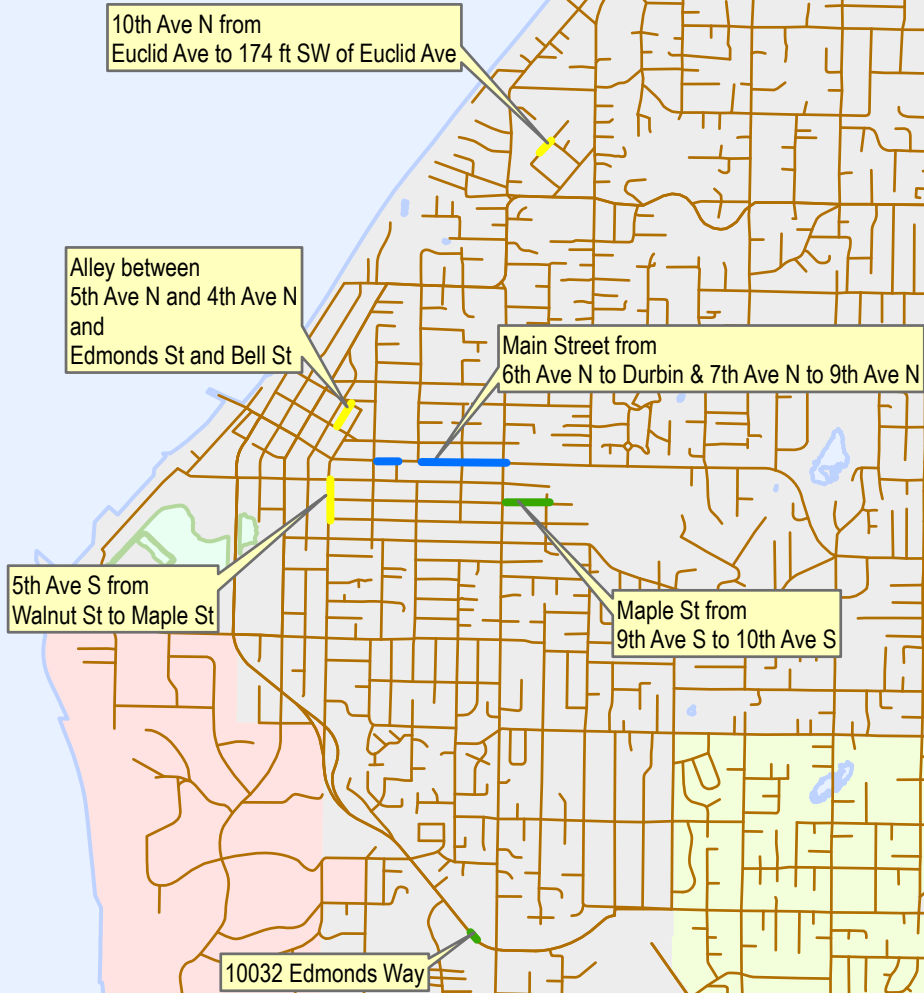 10th Ave N from
Euclid Ave to 174 ft SW of Euclid Ave
Alley between
5th Ave N and 4th Ave N
and
Edmonds St and Bell St
Main Street from
6th Ave N to Durbin & 7th Ave N to 9th Ave N
5th Ave S from
Walnut St to Maple St
Maple St from
9th Ave S to 10th Ave S
10032 Edmonds Way